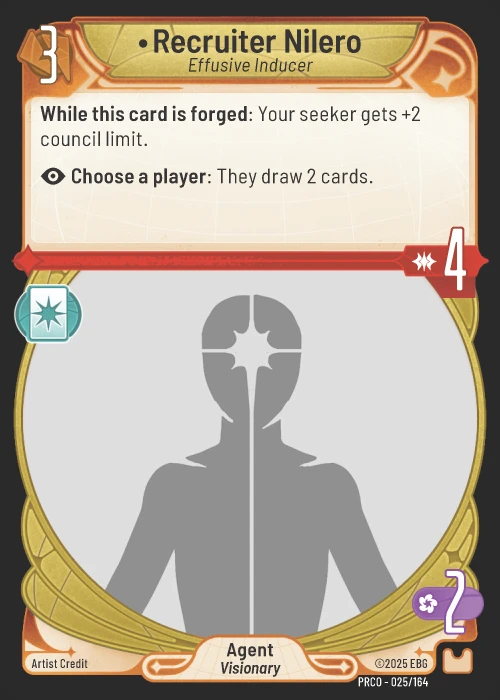 3
•Recruiter Nilero
Effusive Inducer
While this card is forged: Your seeker gets +2
council limit.
Choose a player: They draw 2 cards.
4
2
Agent
Visionary
Artist Credit
©2025 EBG
PRCO - 025/164